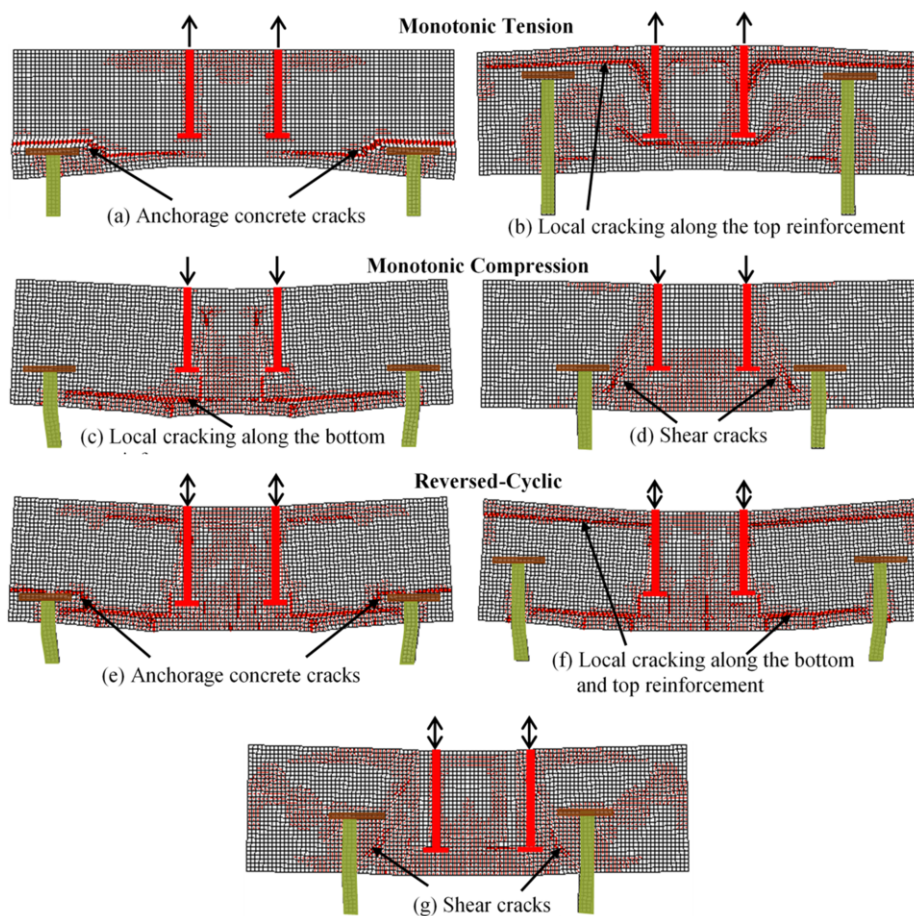 Monotonic Tension
(a) Anchorage concrete cracks
(b) Local cracking along the top reinforcement
Monotonic Compression
(c) Local cracking along the bottom
(d) Shear cracks
Reversed-Cyclic
(e) Anchorage concrete cracks
(f) Local cracking along the bottom
and top reinforcement
(g) Shear cracks